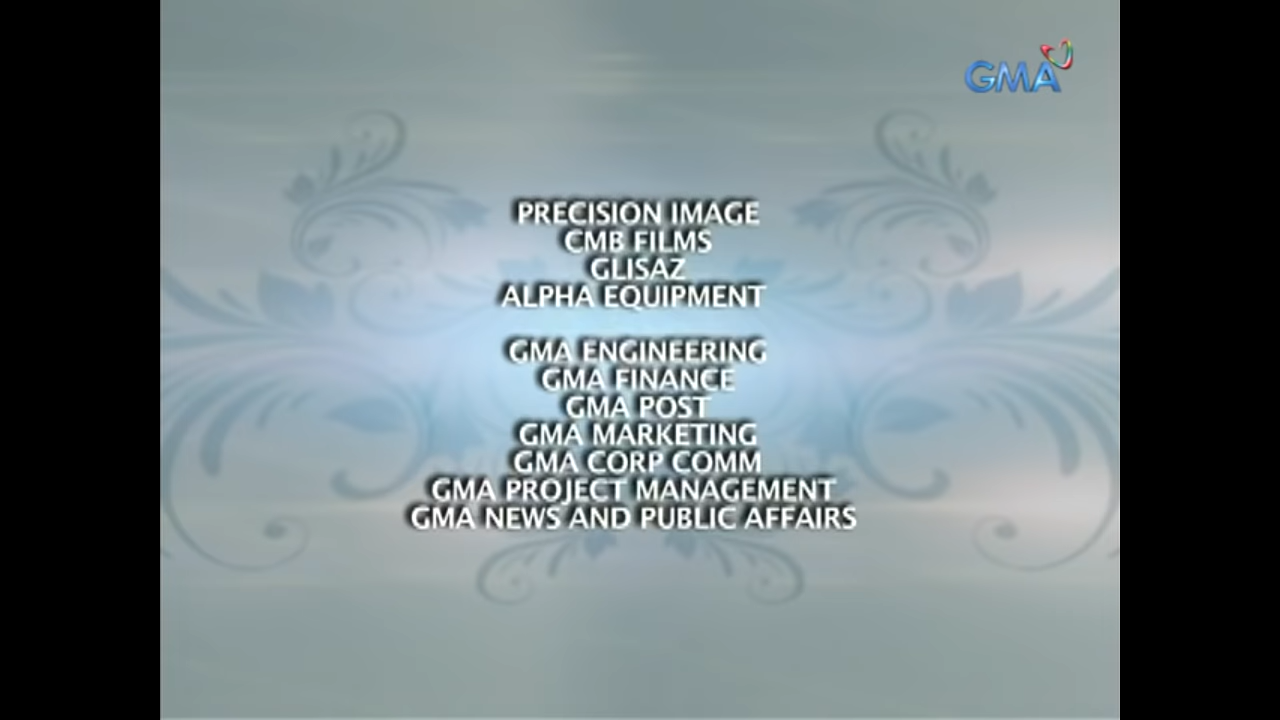 GMA
PRECISION IMAGE
CMB FILMS
GLISAZ
ALPHA EQUIPMENT
GMA ENGINEERING
GMA FINANCE
GMA POST
GMA MARKETING
GMA CORP COMM
GMA PROJECT MANAGEMENT
GMA NEWS AND PUBLIC AFFAIRS